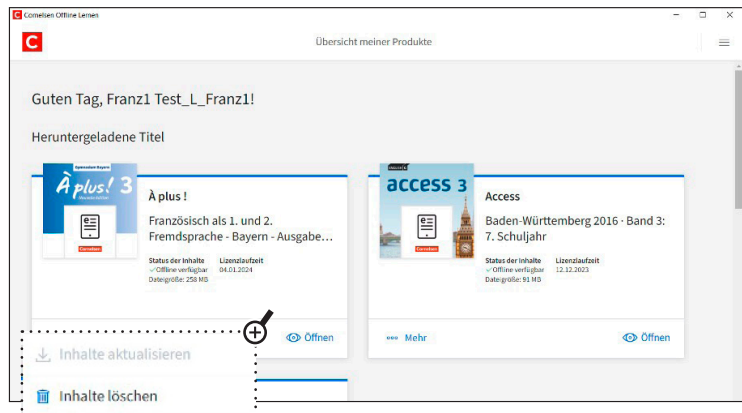 Cornelsen Offline Lernen
C
Übersicht meiner Produkte
Guten Tag, Franz1 Test_L_Franz1!
Heruntergeladene Titel
À plus! 3
Cornelsen
À plus !
Französisch als 1. und 2.
Fremdsprache - Bayern - Ausgabe...
Status der Inhalte Lizenzlaufzeit
Offline verfügbar 04.01.2024
Dateigröße: 258 MB
Öffnen
access 3
Cornelsen
Access
Baden-Württemberg 2016 · Band 3:
7. Schuljahr
Status der Inhalte Lizenzlaufzeit
Offline verfügbar 12.12.2023
Dateigröße: 91 MB
Mehr
Öffnen
Inhalte aktualisieren
Inhalte löschen